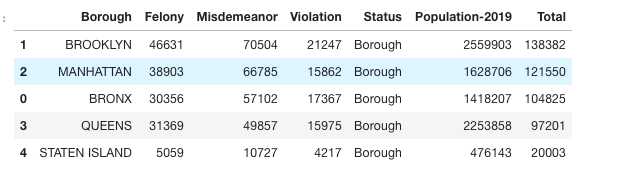 Borough Felony Misdemeanor Violation Status Population-2019 Total
1 BROOKLYN 46631 70504 21247 Borough 2559903 138382
2 MANHATTAN 38903 66785 15862 Borough 1628706 121550
0 BRONX 30356 57102 17367 Borough 1418207 104825
3 QUEENS 31369 49857 15975 Borough 2253858 97201
4 STATEN ISLAND 5059 10727 4217 Borough 476143 20003